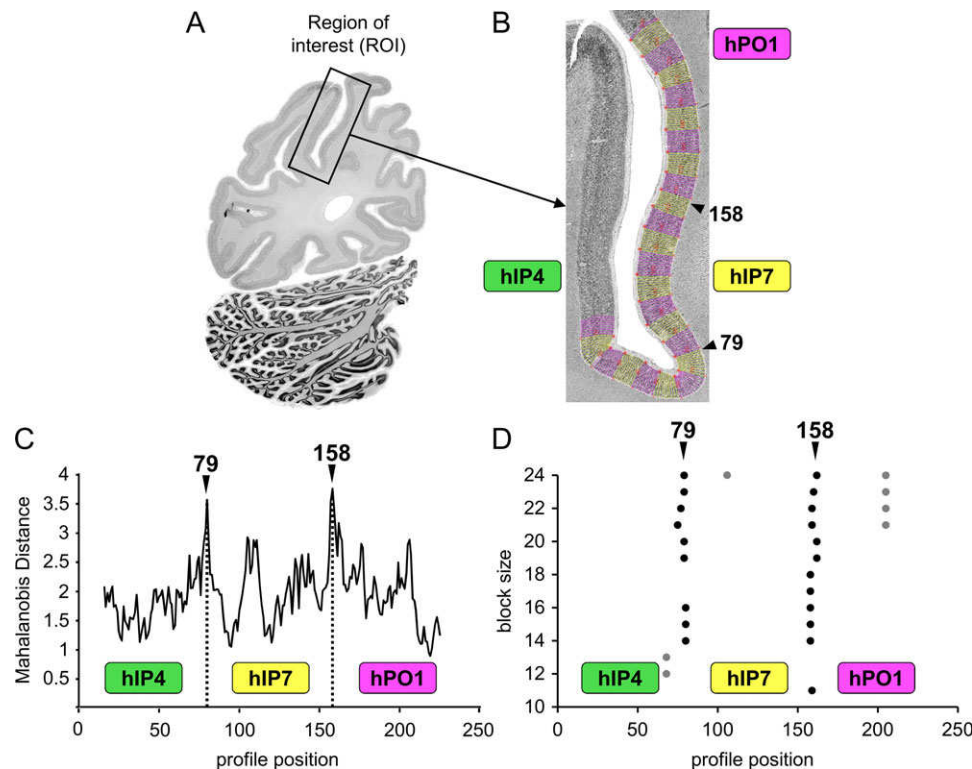 A
Region of
interest (ROI)
B
hPO1
158
hIP4
hIP7
79
C
79
158
Mahalanobis Distance
4
3.5
3
2.5
2
1.5
1
0.5
0
hIP4
hIP7
hPO1
0
50
100
150
200
250
profile position
D
79
158
block size
24
22
20
18
16
14
12
10
hIP4
hIP7
hPO1
0
50
100
150
200
250
profile position